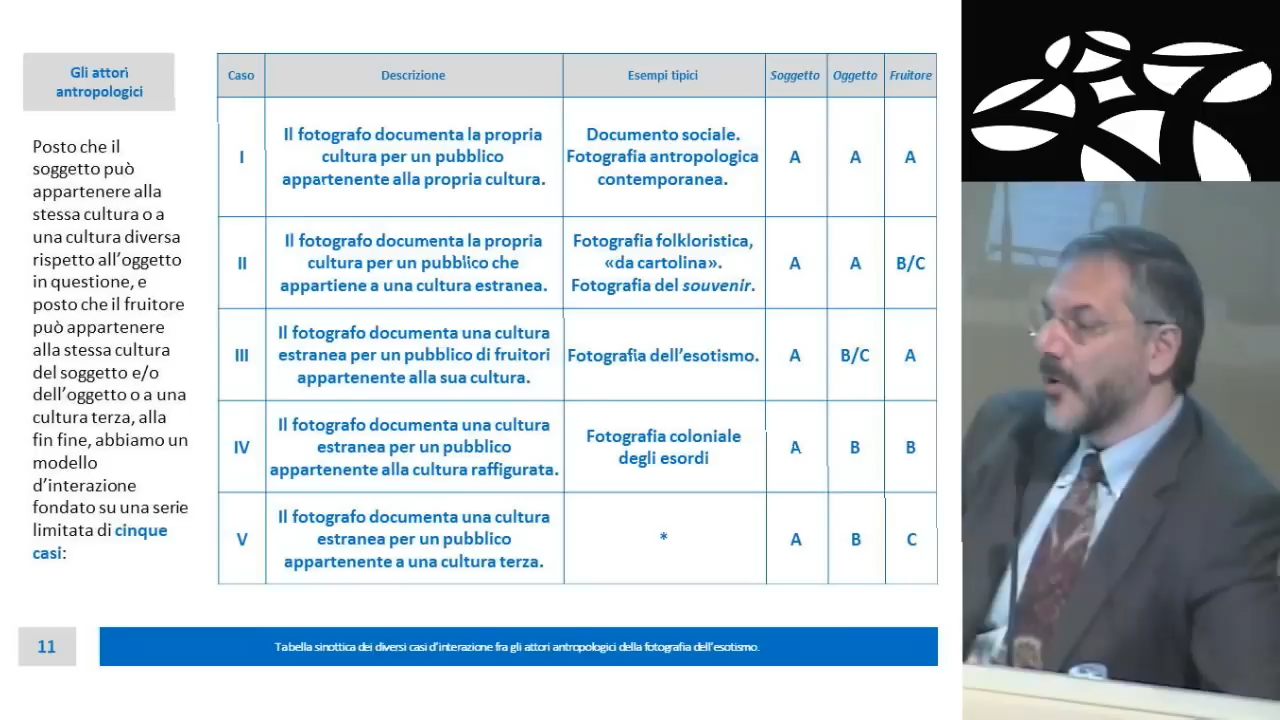 Gli attori
antropologici
Posto che il
soggetto può
appartenere alla
stessa cultura o a
una cultura diversa
rispetto all'oggetto
in questione, e
posto che il fruitore
può appartenere
alla stessa cultura
del soggetto e/o
dell'oggetto o a una
cultura terza, alla
fin fine, abbiamo un
modello
d'interazione
fondato su una serie
limitata di cinque
casi:
Caso Descrizione Esempi tipici Soggetto Oggetto Fruitore
Il fotografo documenta la propria
cultura per un pubblico
appartenente alla propria cultura.
Documento sociale.
Fotografia antropologica
contemporanea.
I A A A
Il fotografo documenta la propria
cultura per un pubblico che
appartiene a una cultura estranea.
Fotografia folkloristica,
«da cartolina».
Fotografia del souvenir.
II A A B/C
Il fotografo documenta una cultura
estranea per un pubblico di fruitori
appartenente alla sua cultura.
III Fotografia dell'esotismo. A B/C A
Il fotografo documenta una cultura
estranea per un pubblico
appartenente alla cultura raffigurata.
Fotografia coloniale
degli esordi
IV A B B
Il fotografo documenta una cultura
estranea per un pubblico
appartenente a una cultura terza.
V * A B C
11
Tabella sinottica dei diversi casi d'interazione fra gli attori antropologici della fotografia dell'esotismo.